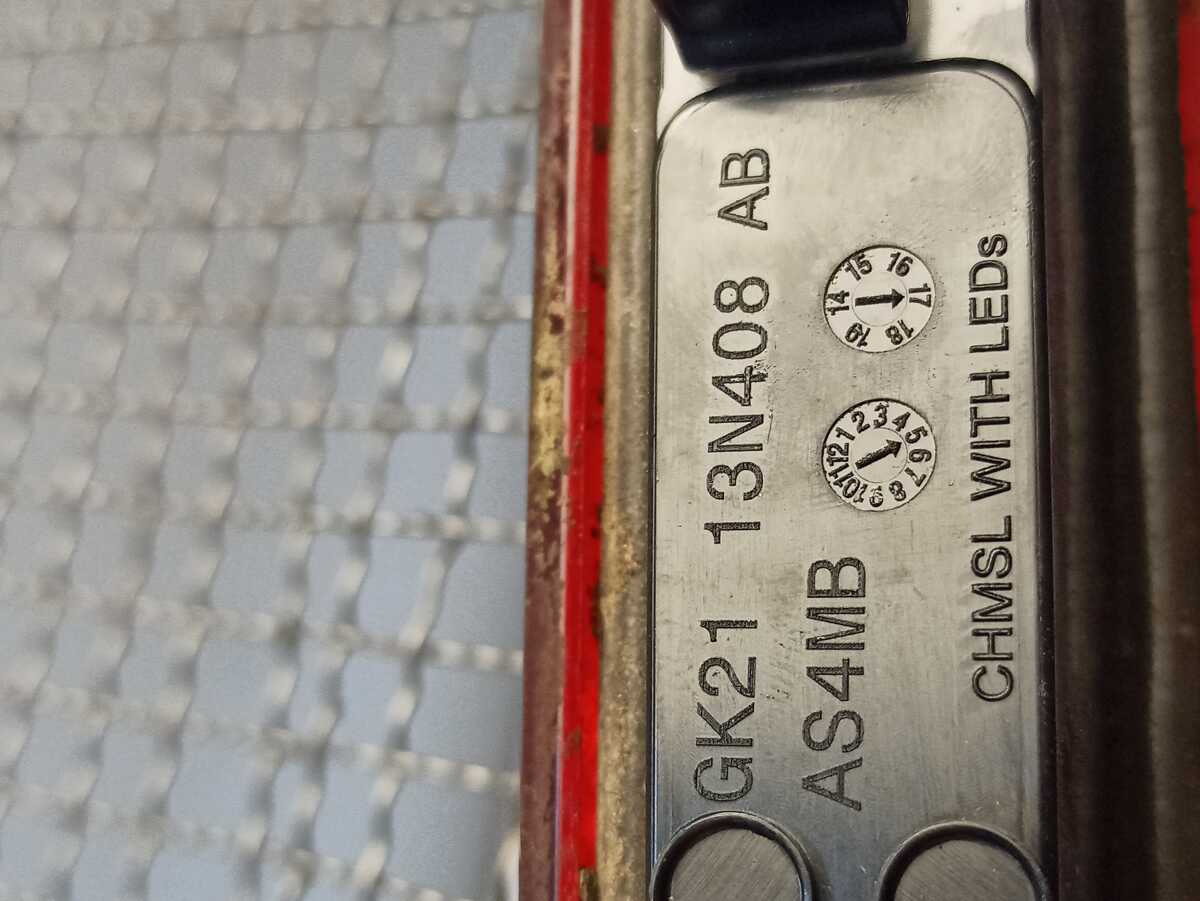 GK21 13N408 AB
AS4MB
10 11 12 1 2 3 4 5 6 7 8 9
14 15 16 17 18 19
CHMSL WITH LEDs